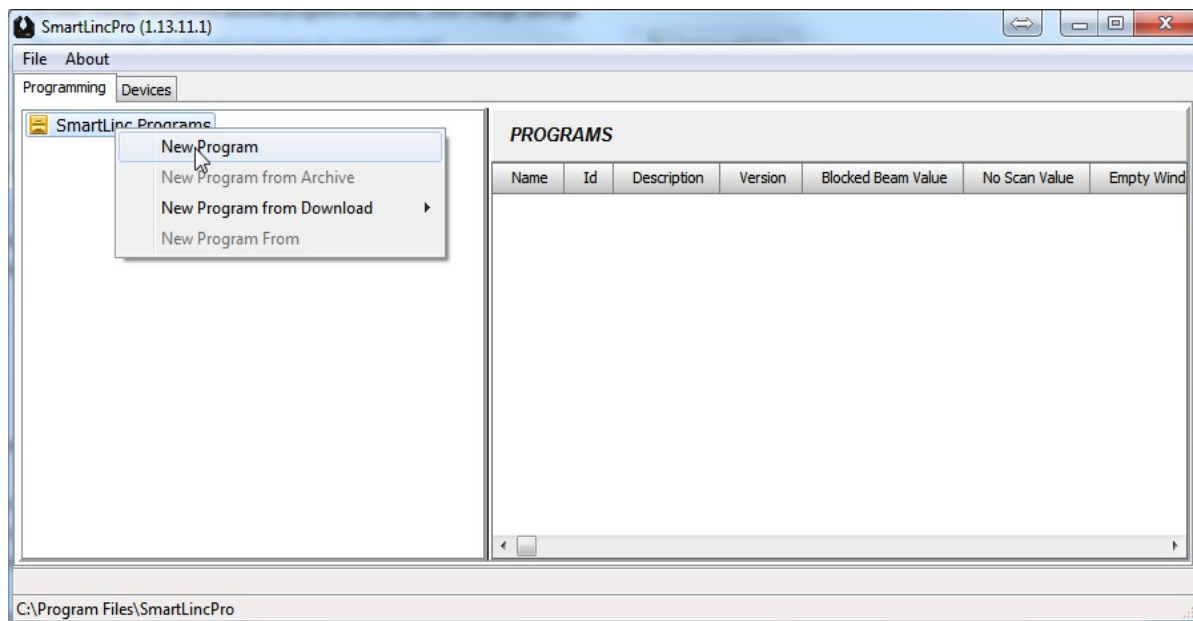 SmartLincPro (1.13.11.1)
File About
Programming Devices
SmartLinc Programs
New Program
New Program from Archive
New Program from Download
New Program From
PROGRAMS
Name Id Description Version Blocked Beam Value No Scan Value Empty Wind
C:\Program Files\SmartLincPro